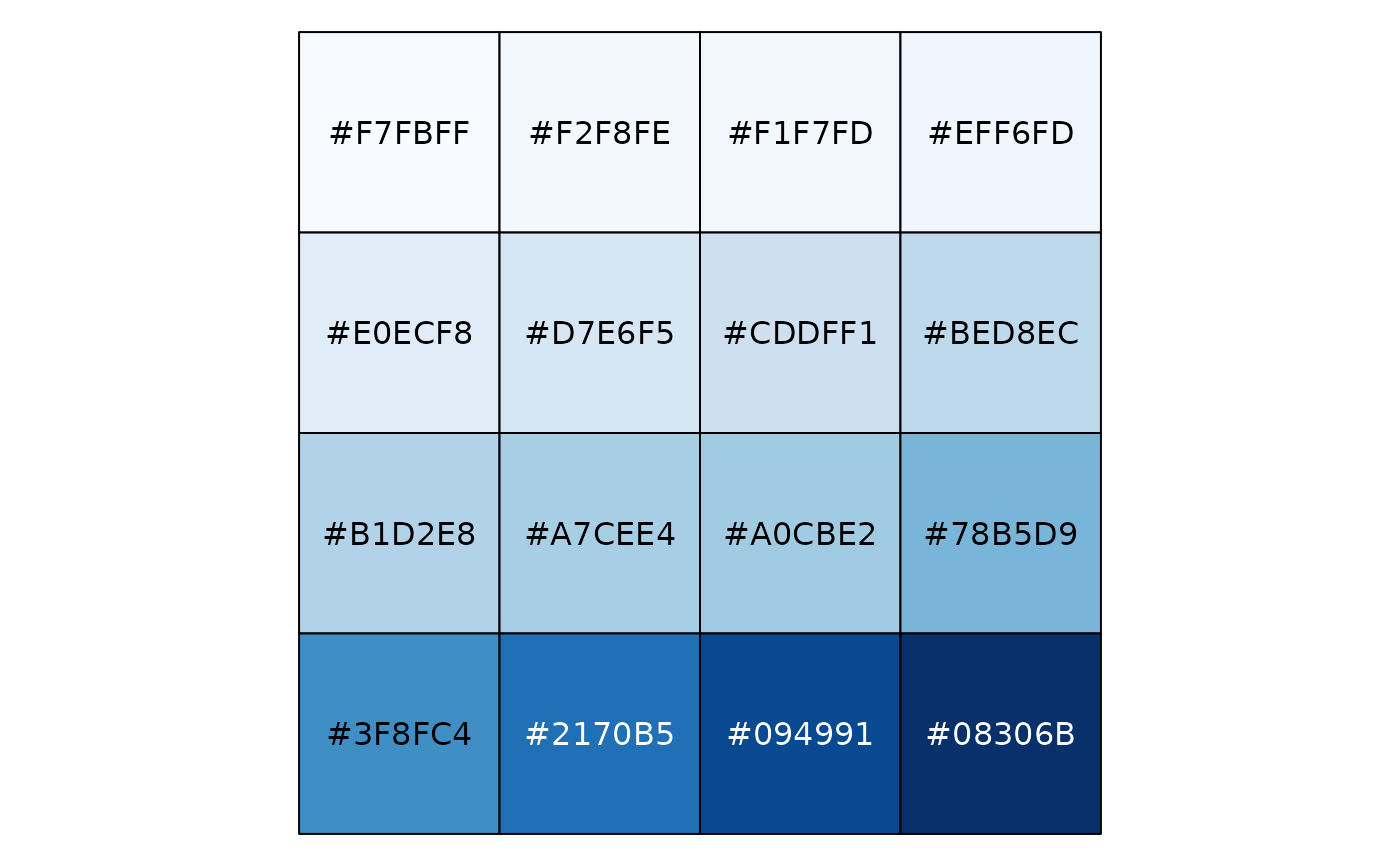 #F7FBFF #F2F8FE #F1F7FD #EFF6FD
#E0ECF8 #D7E6F5 #CDDFF1 #BED8EC
#B1D2E8 #A7CEE4 #A0CBE2 #78B5D9
#3F8FC4 #2170B5 #094991 #08306B